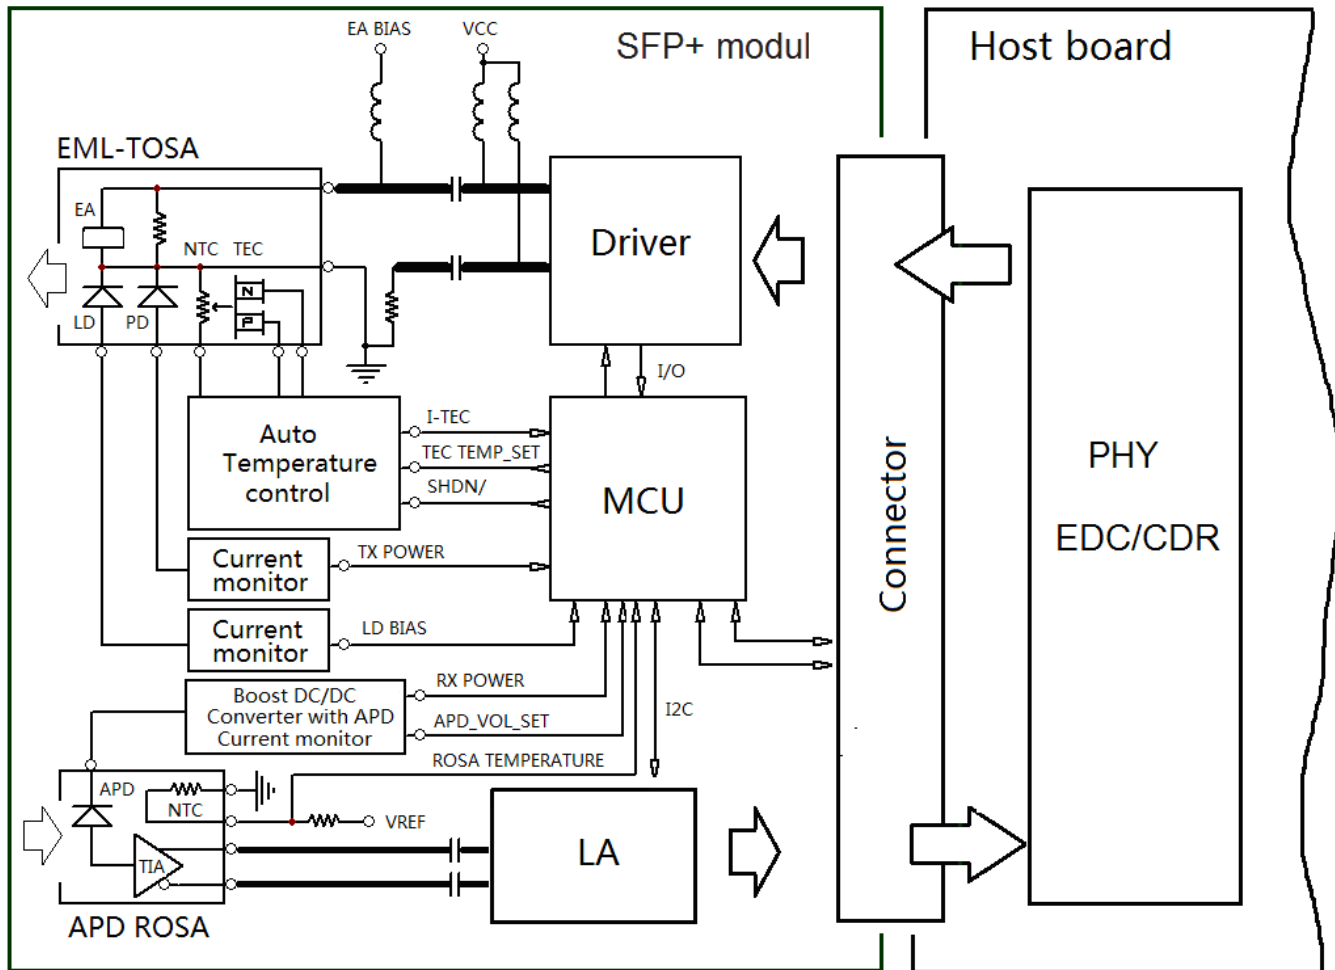 EA BIAS
VCC
SFP+ modul
Host board
EML-TOSA
EA
NTC
TEC
N
P
LD
PD
Driver
I/O
Auto
Temperature
control
I-TEC
TEC TEMP_SET
SHDN/
MCU
Connector
PHY
EDC/CDR
Current
monitor
TX POWER
Current
monitor
LD BIAS
Boost DC/DC
Converter with APD
Current monitor
RX POWER
APD_VOL_SET
I2C
ROSA TEMPERATURE
APD
NTC
VREF
TIA
LA
APD ROSA